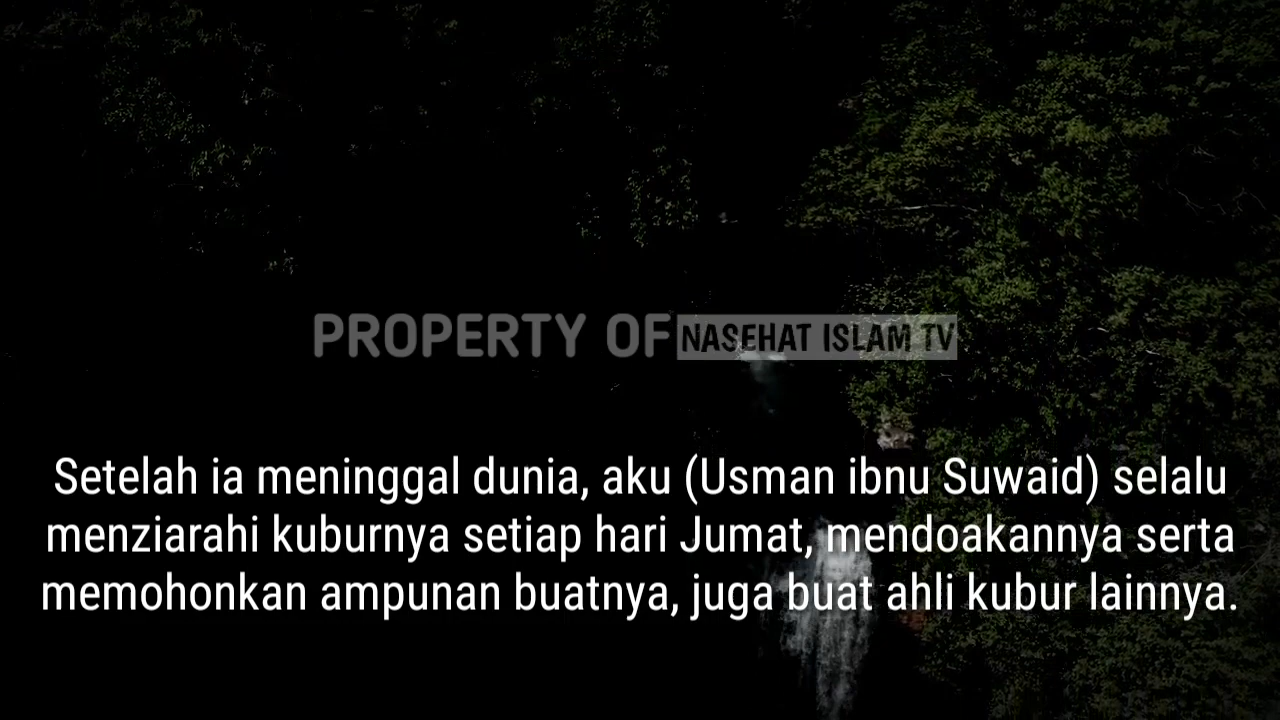 PROPERTY OF NASEHAT ISLAM TV
Setelah ia meninggal dunia, aku (Usman ibnu Suwaid) selalu
menziarahi kuburnya setiap hari Jumat, mendoakannya serta
memohonkan ampunan buatnya, juga buat ahli kubur lainnya.